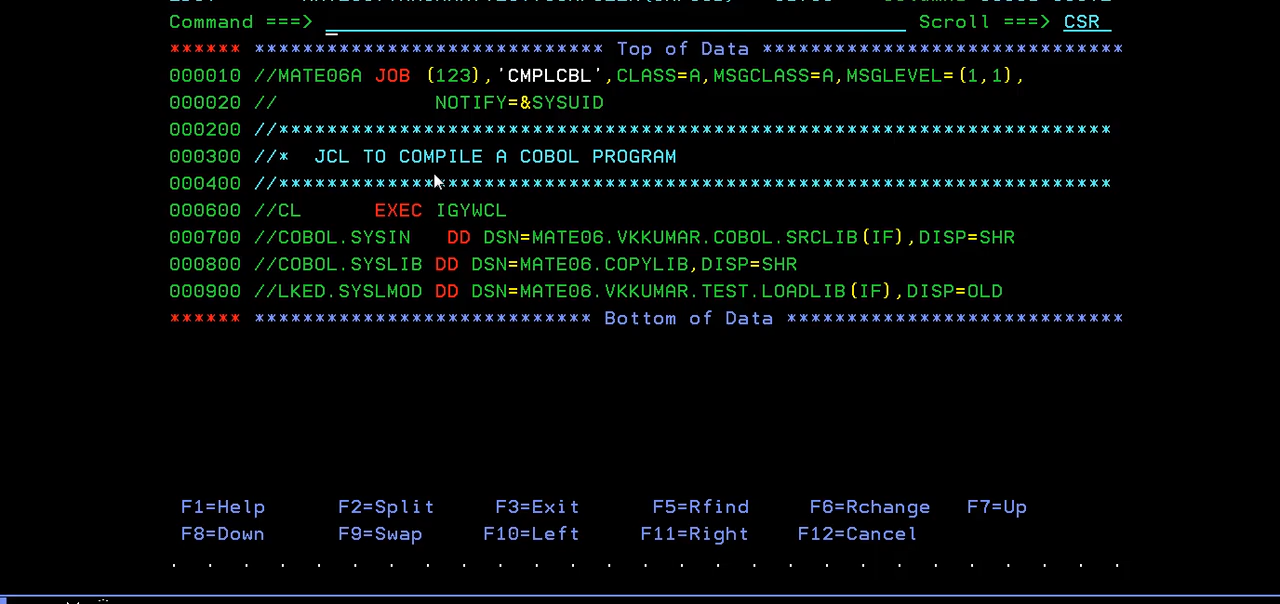 Command ===> Scroll ===> CSR
****** ***************************** Top of Data ******************************
000010 //MATE06A JOB (123),'CMPLCBL',CLASS=A,MSGCLASS=A,MSGLEVEL=(1,1),
000020 //             NOTIFY=&SYSUID
000200 //*********************************************************************
000300 //*  JCL TO COMPILE A COBOL PROGRAM
000400 //*********************************************************************
000600 //CL      EXEC IGYWCL
000700 //COBOL.SYSIN   DD DSN=MATE06.VKKUMAR.COBOL.SRCLIB(IF),DISP=SHR
000800 //COBOL.SYSLIB DD DSN=MATE06.COPYLIB,DISP=SHR
000900 //LKED.SYSLMOD DD DSN=MATE06.VKKUMAR.TEST.LOADLIB(IF),DISP=OLD
****** **************************** Bottom of Data ****************************
F1=Help F2=Split F3=Exit F5=Rfind F6=Rchange F7=Up
F8=Down F9=Swap F10=Left F11=Right F12=Cancel
. . . . . . . . . . . . . . . . . . . . . . . . . . .